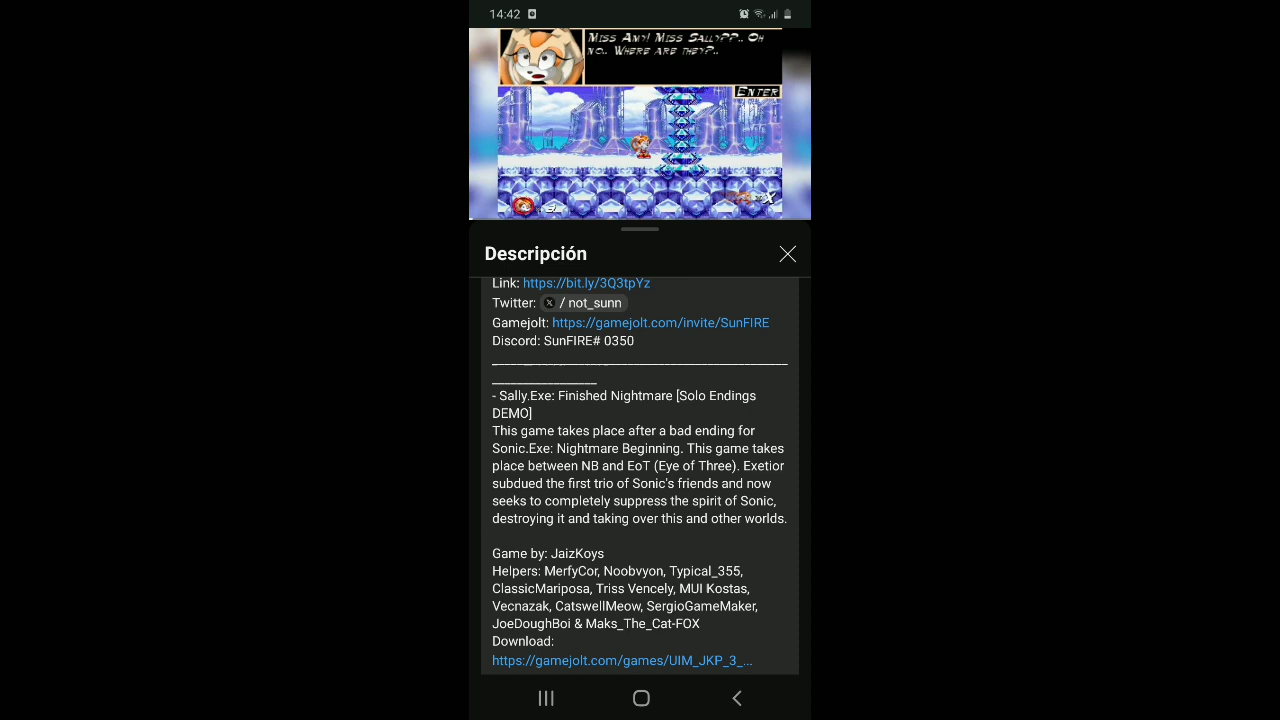 14:42
MISS AMY! MISS SALLY??.. OH
NO.. WHERE ARE THEY?..
ENTER
X
Descripción
Link: https://bit.ly/3Q3tpYz
Twitter: / not_sunn
Gamejolt: https://gamejolt.com/invite/SunFIRE
Discord: SunFIRE# 0350
- Sally.Exe: Finished Nightmare [Solo Endings
DEMO]
This game takes place after a bad ending for
Sonic.Exe: Nightmare Beginning. This game takes
place between NB and EoT (Eye of Three). Exetior
subdued the first trio of Sonic's friends and now
seeks to completely suppress the spirit of Sonic,
destroying it and taking over this and other worlds.
Game by: JaizKoys
Helpers: MerfyCor, Noobvyon, Typical_355,
ClassicMariposa, Triss Vencely, MUI Kostas,
Vecnazak, CatswellMeow, SergioGameMaker,
JoeDoughBoi & Maks_The_Cat-FOX
Download:
https://gamejolt.com/games/UIM_JKP_3_...